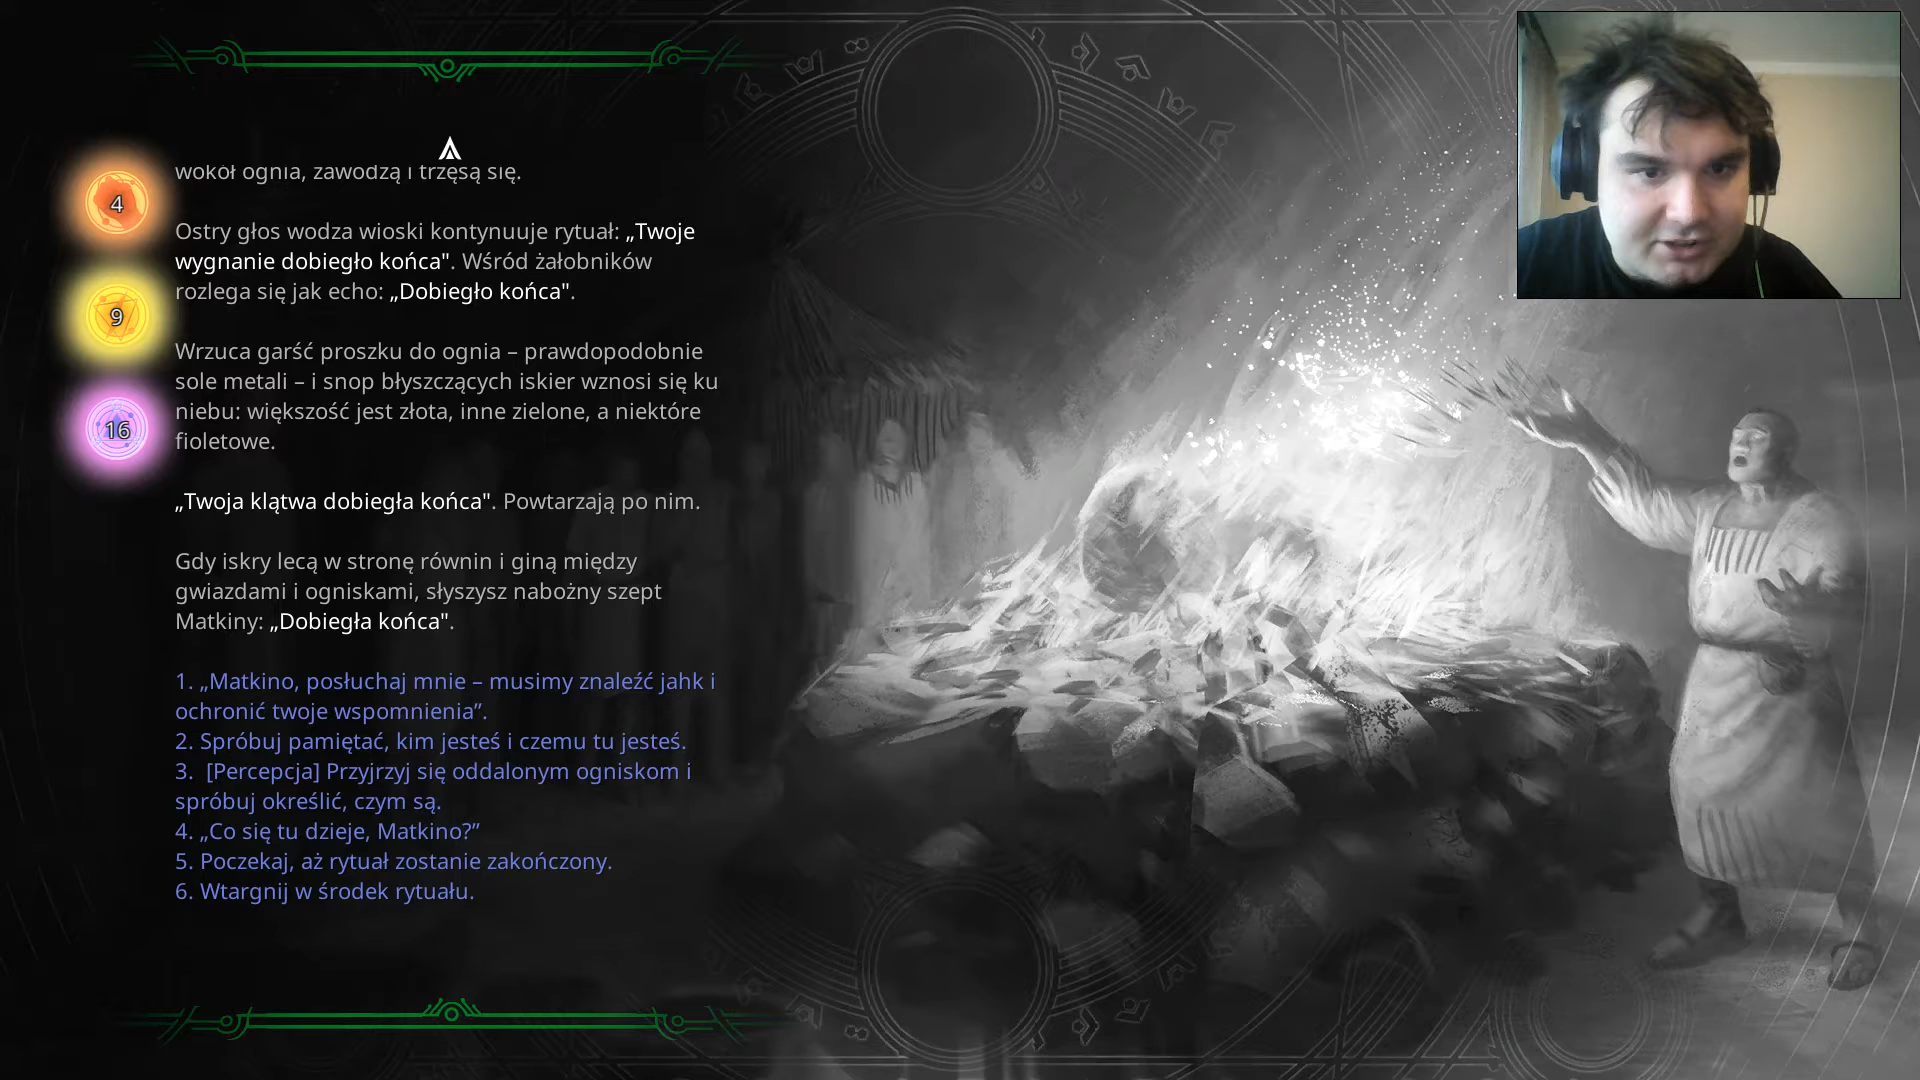 wokół ognia, zawodzą i trzęsą się.
4
Ostry głos wodza wioski kontynuuje rytuał: „Twoje
wygnanie dobiegło końca". Wśród żałobników
rozlega się jak echo: „Dobiegło końca".
9
Wrzuca garść proszku do ognia – prawdopodobnie
sole metali – i snop błyszczących iskier wznosi się ku
niebu: większość jest złota, inne zielone, a niektóre
fioletowe.
16
„Twoja klątwa dobiegła końca". Powtarzają po nim.
Gdy iskry lecą w stronę równin i giną między
gwiazdami i ogniskami, słyszysz nabożny szept
Matkiny: „Dobiegła końca".
1. „Matkino, posłuchaj mnie – musimy znaleźć jahk i
ochronić twoje wspomnienia”.
2. Spróbuj pamiętać, kim jesteś i czemu tu jesteś.
3. [Percepcja] Przyjrzyj się oddalonym ogniskom i
spróbuj określić, czym są.
4. „Co się tu dzieje, Matkino?”
5. Poczekaj, aż rytuał zostanie zakończony.
6. Wtargnij w środek rytuału.